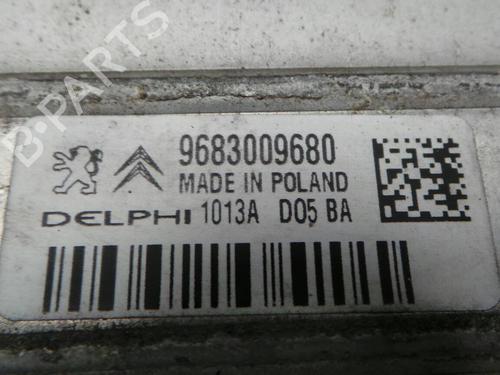 B-PARTS
9683009680
MADE IN POLAND
DELPHI 1013A D05 BA